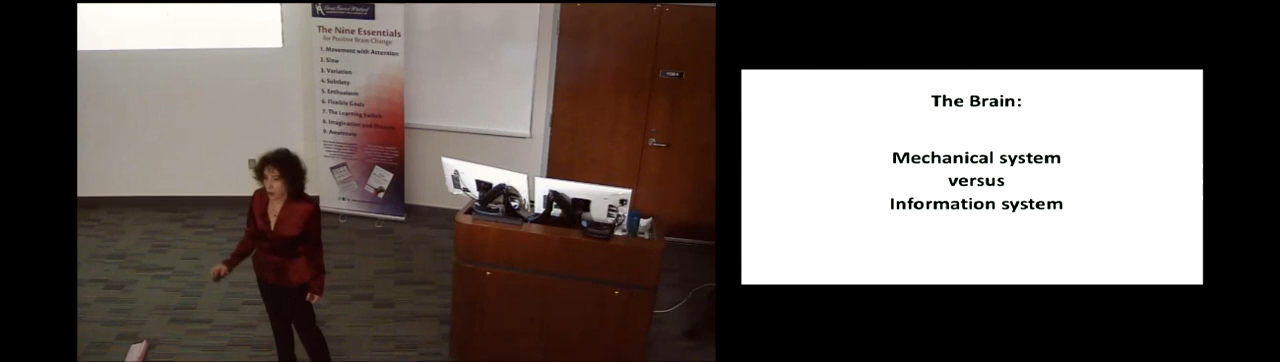 The Nine Essentials
for Positive Brain Change
1. Movement with Attention
2. Slow
3. Variation
4. Subtlety
5. Enthusiasm
6. Flexible Goals
7. The Learning Switch
8. Imagination and Dreams
9. Awareness
The Brain:
Mechanical system
versus
Information system